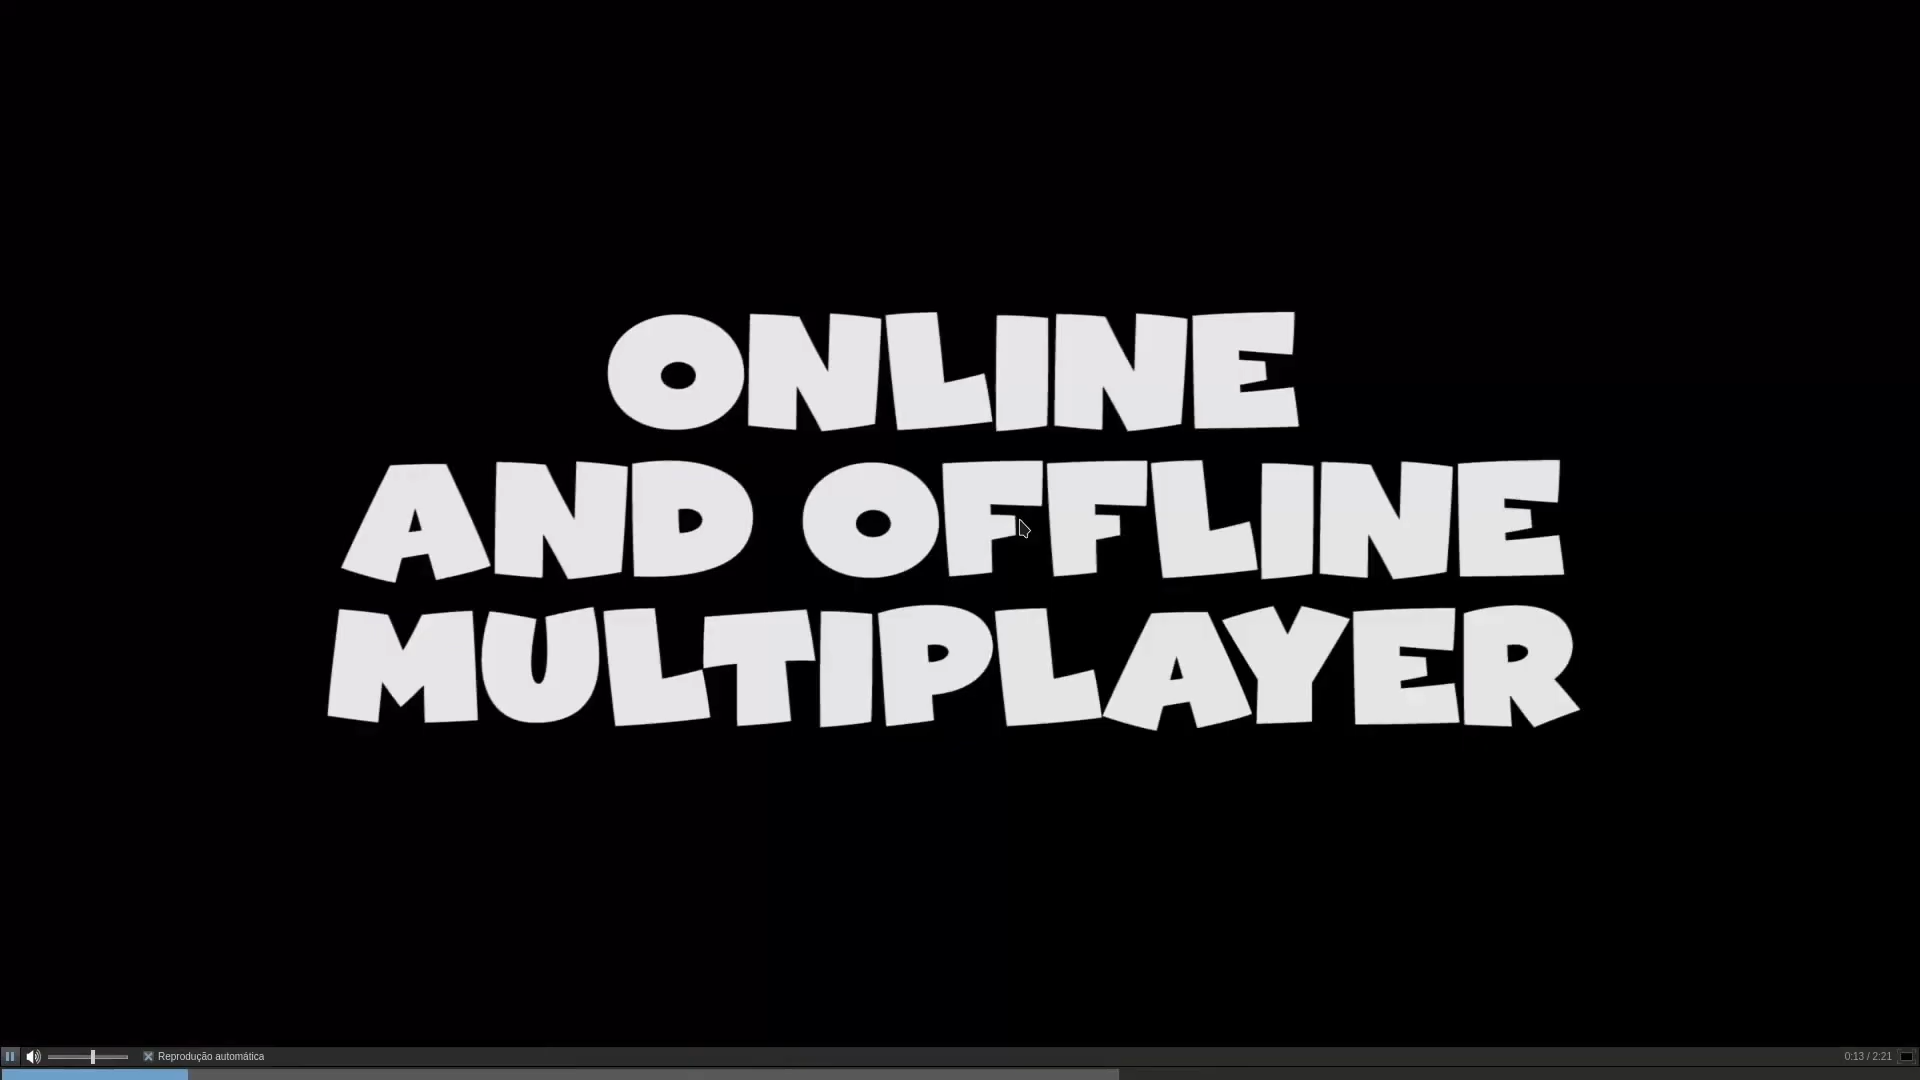 ONLINE
AND OFFLINE
MULTIPLAYER
Reprodução automática
0:13 / 2:21